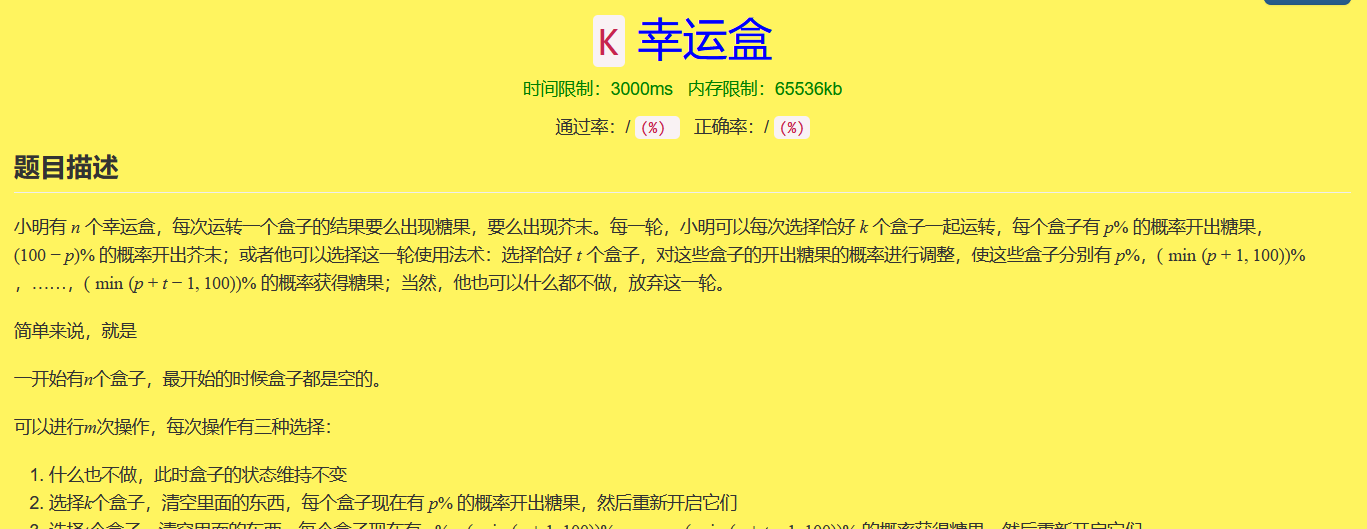 K 幸运盒
时间限制：3000ms 内存限制：65536kb
通过率：/ (%) 正确率：/ (%)
题目描述
小明有 n 个幸运盒，每次运转一个盒子的结果要么出现糖果，要么出现芥末。每一轮，小明可以每次选择恰好 k 个盒子一起运转，每个盒子有 p% 的概率开出糖果，
(100 − p)% 的概率开出芥末；或者他可以选择这一轮使用法术：选择恰好 t 个盒子，对这些盒子的开出糖果的概率进行调整，使这些盒子分别有 p%，( min (p + 1, 100))%
，……，( min (p + t − 1, 100))% 的概率获得糖果；当然，他也可以什么都不做，放弃这一轮。
简单来说，就是
一开始有n个盒子，最开始的时候盒子都是空的。
可以进行m次操作，每次操作有三种选择：
1. 什么也不做，此时盒子的状态维持不变
2. 选择k个盒子，清空里面的东西，每个盒子现在有 p% 的概率开出糖果，然后重新开启它们